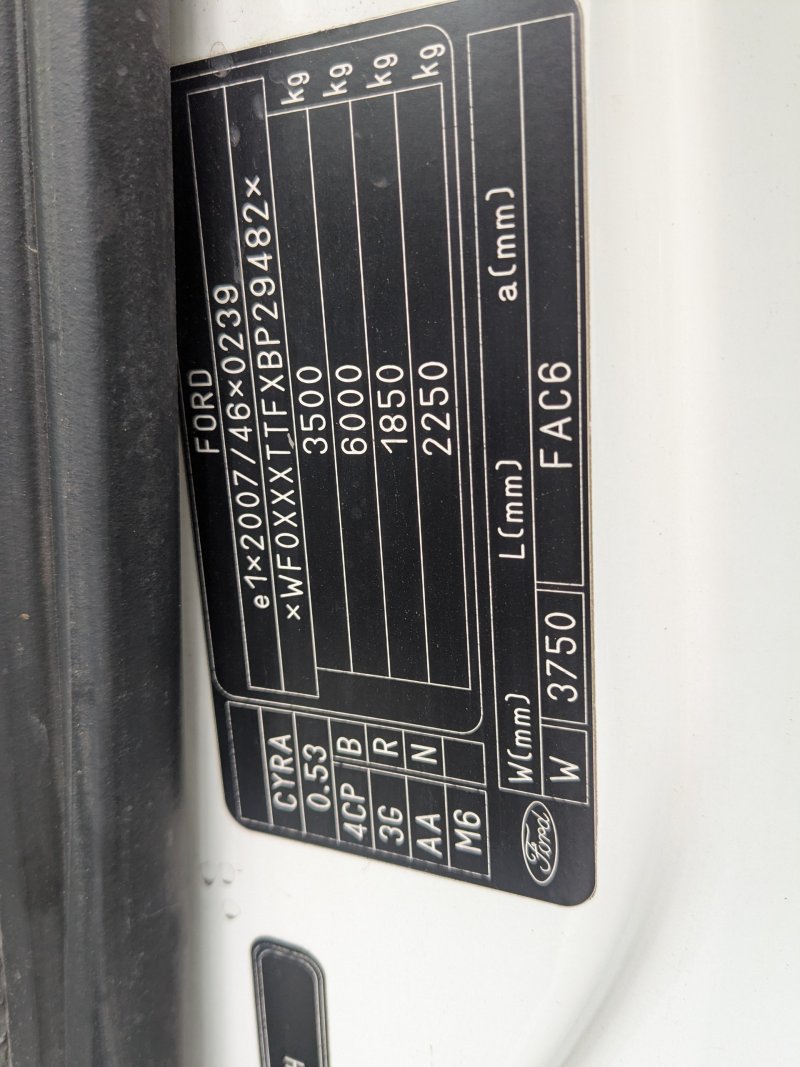 FORD
e1×2007/46×0239
×WF0XXXTTFXBP29482×
3500 kg
6000 kg
1850 kg
2250 kg
CYRA
0.53
4CP B
3G R
AA N
M6
W(mm) L(mm) a(mm)
W 3750 FAC6
Ford